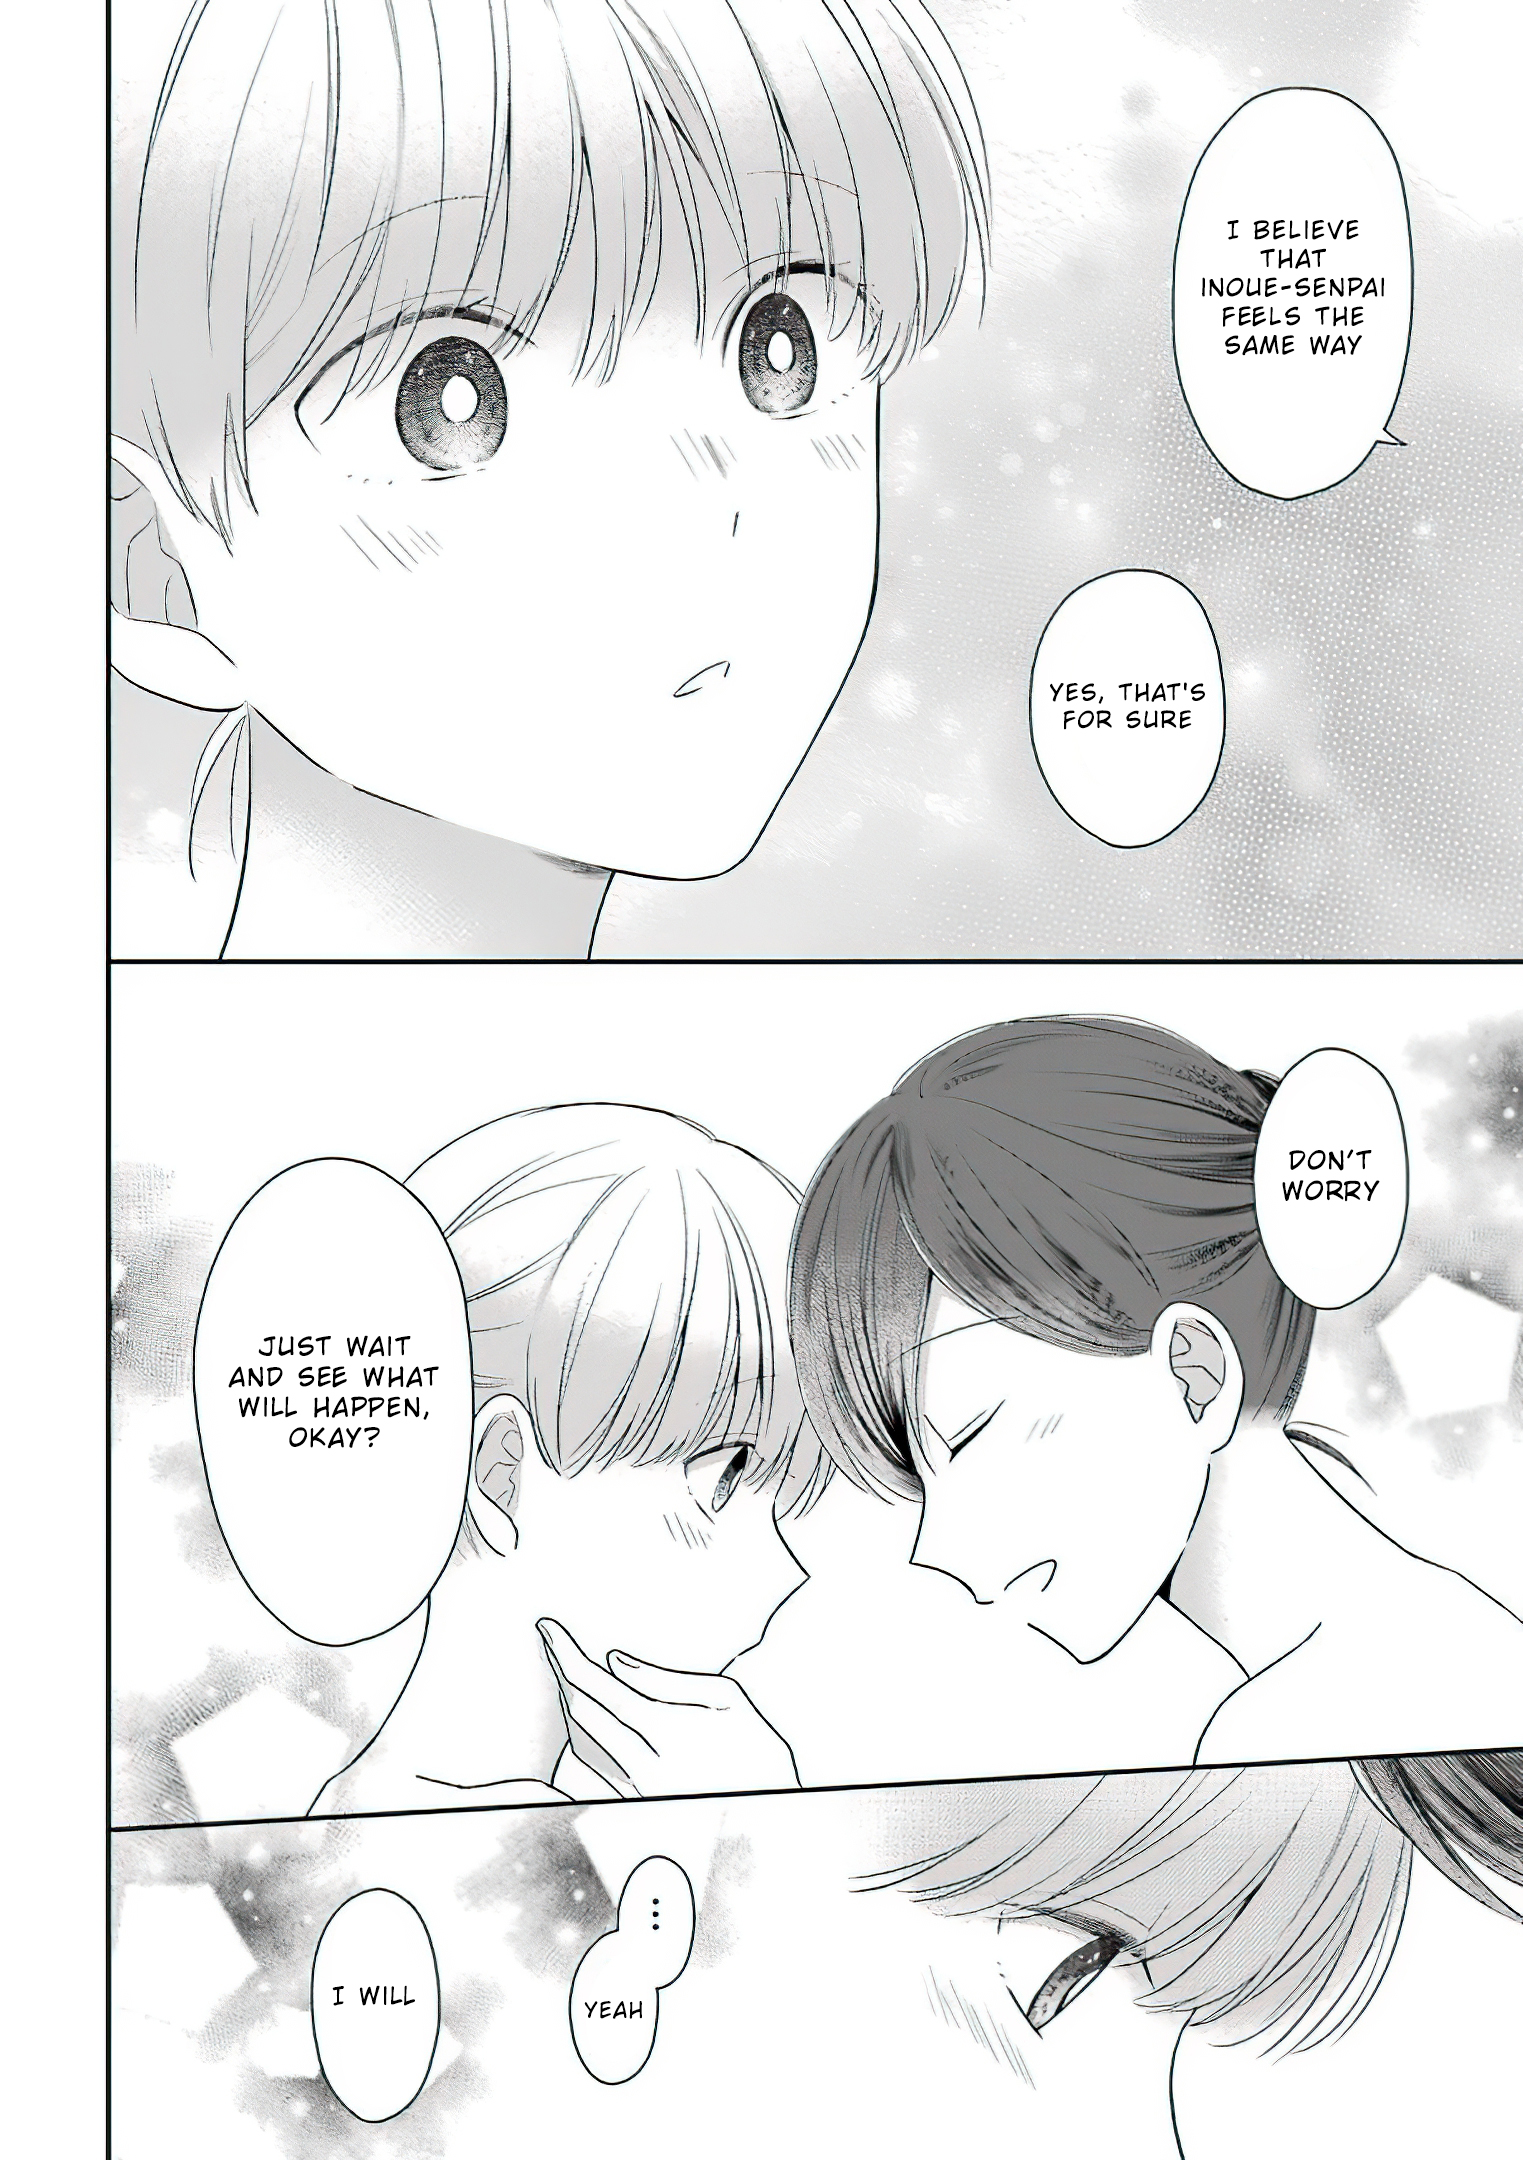 I BELIEVE
THAT
INOUE-SENPAI
FEELS THE
SAME WAY
YES, THAT'S
FOR SURE
DON'T
WORRY
JUST WAIT
AND SEE WHAT
WILL HAPPEN,
OKAY?
...
YEAH
I WILL